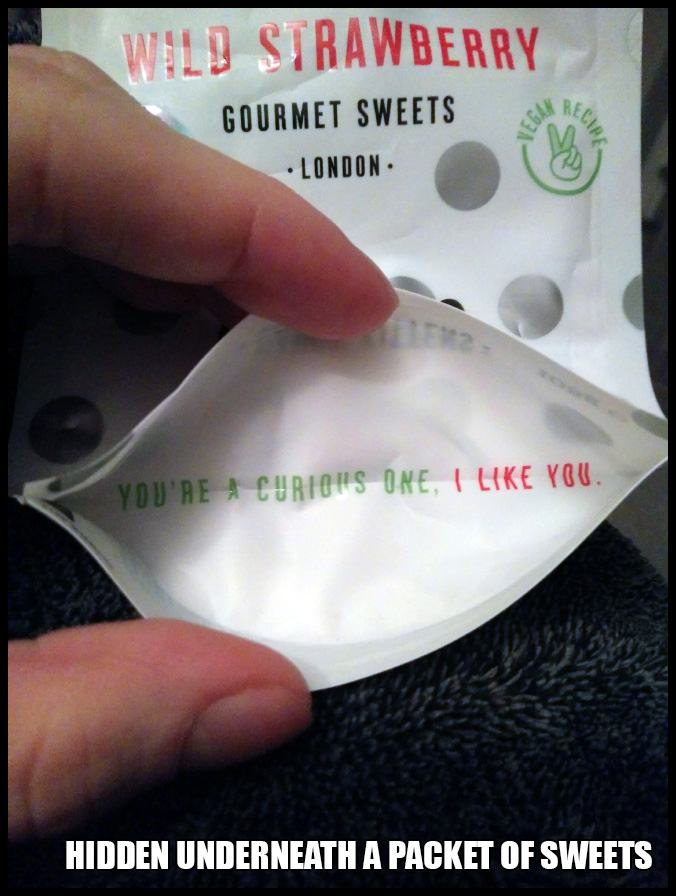 WILD STRAWBERRY
GOURMET SWEETS
VEGAN RECIPE
·LONDON·
YOU'RE A CURIOUS ONE, I LIKE YOU.
HIDDEN UNDERNEATH A PACKET OF SWEETS